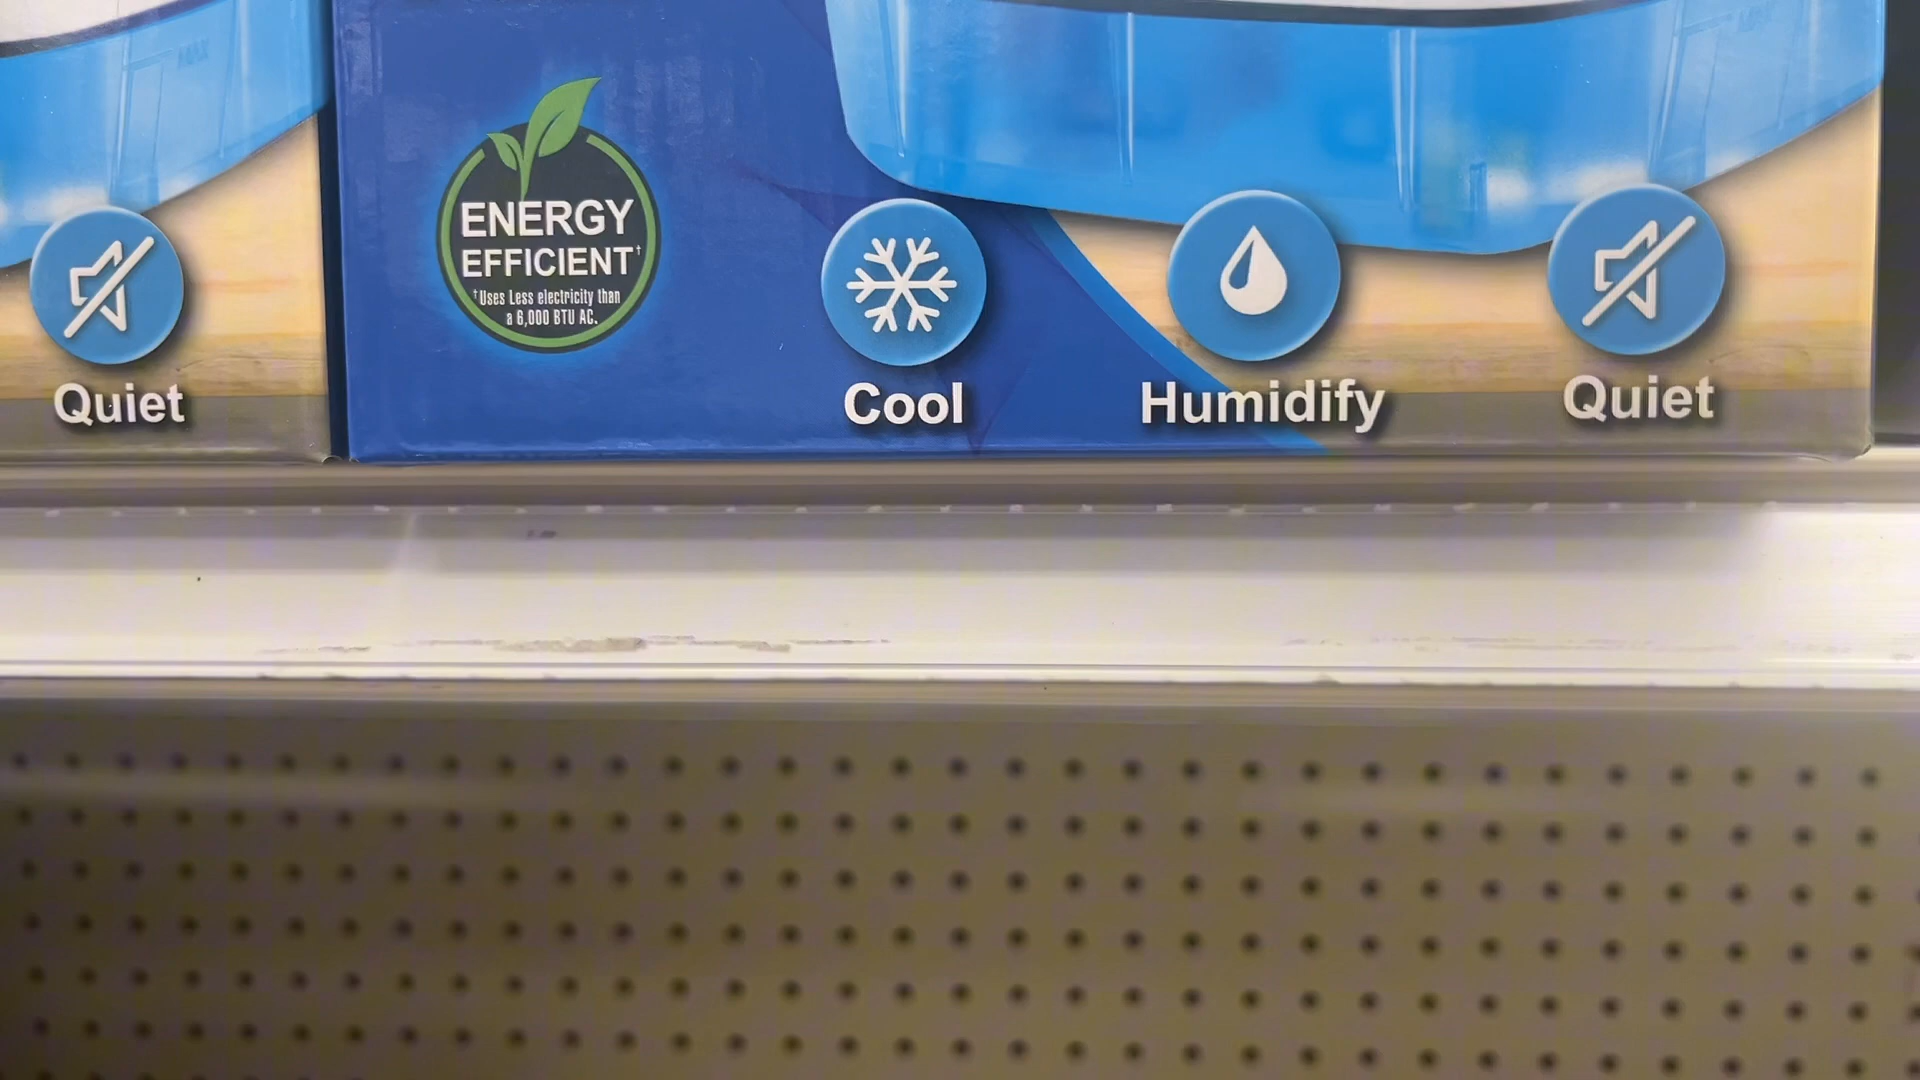 Quiet
ENERGY
EFFICIENT†
†Uses Less electricity than
a 6,000 BTU AC.
Cool
Humidify
Quiet